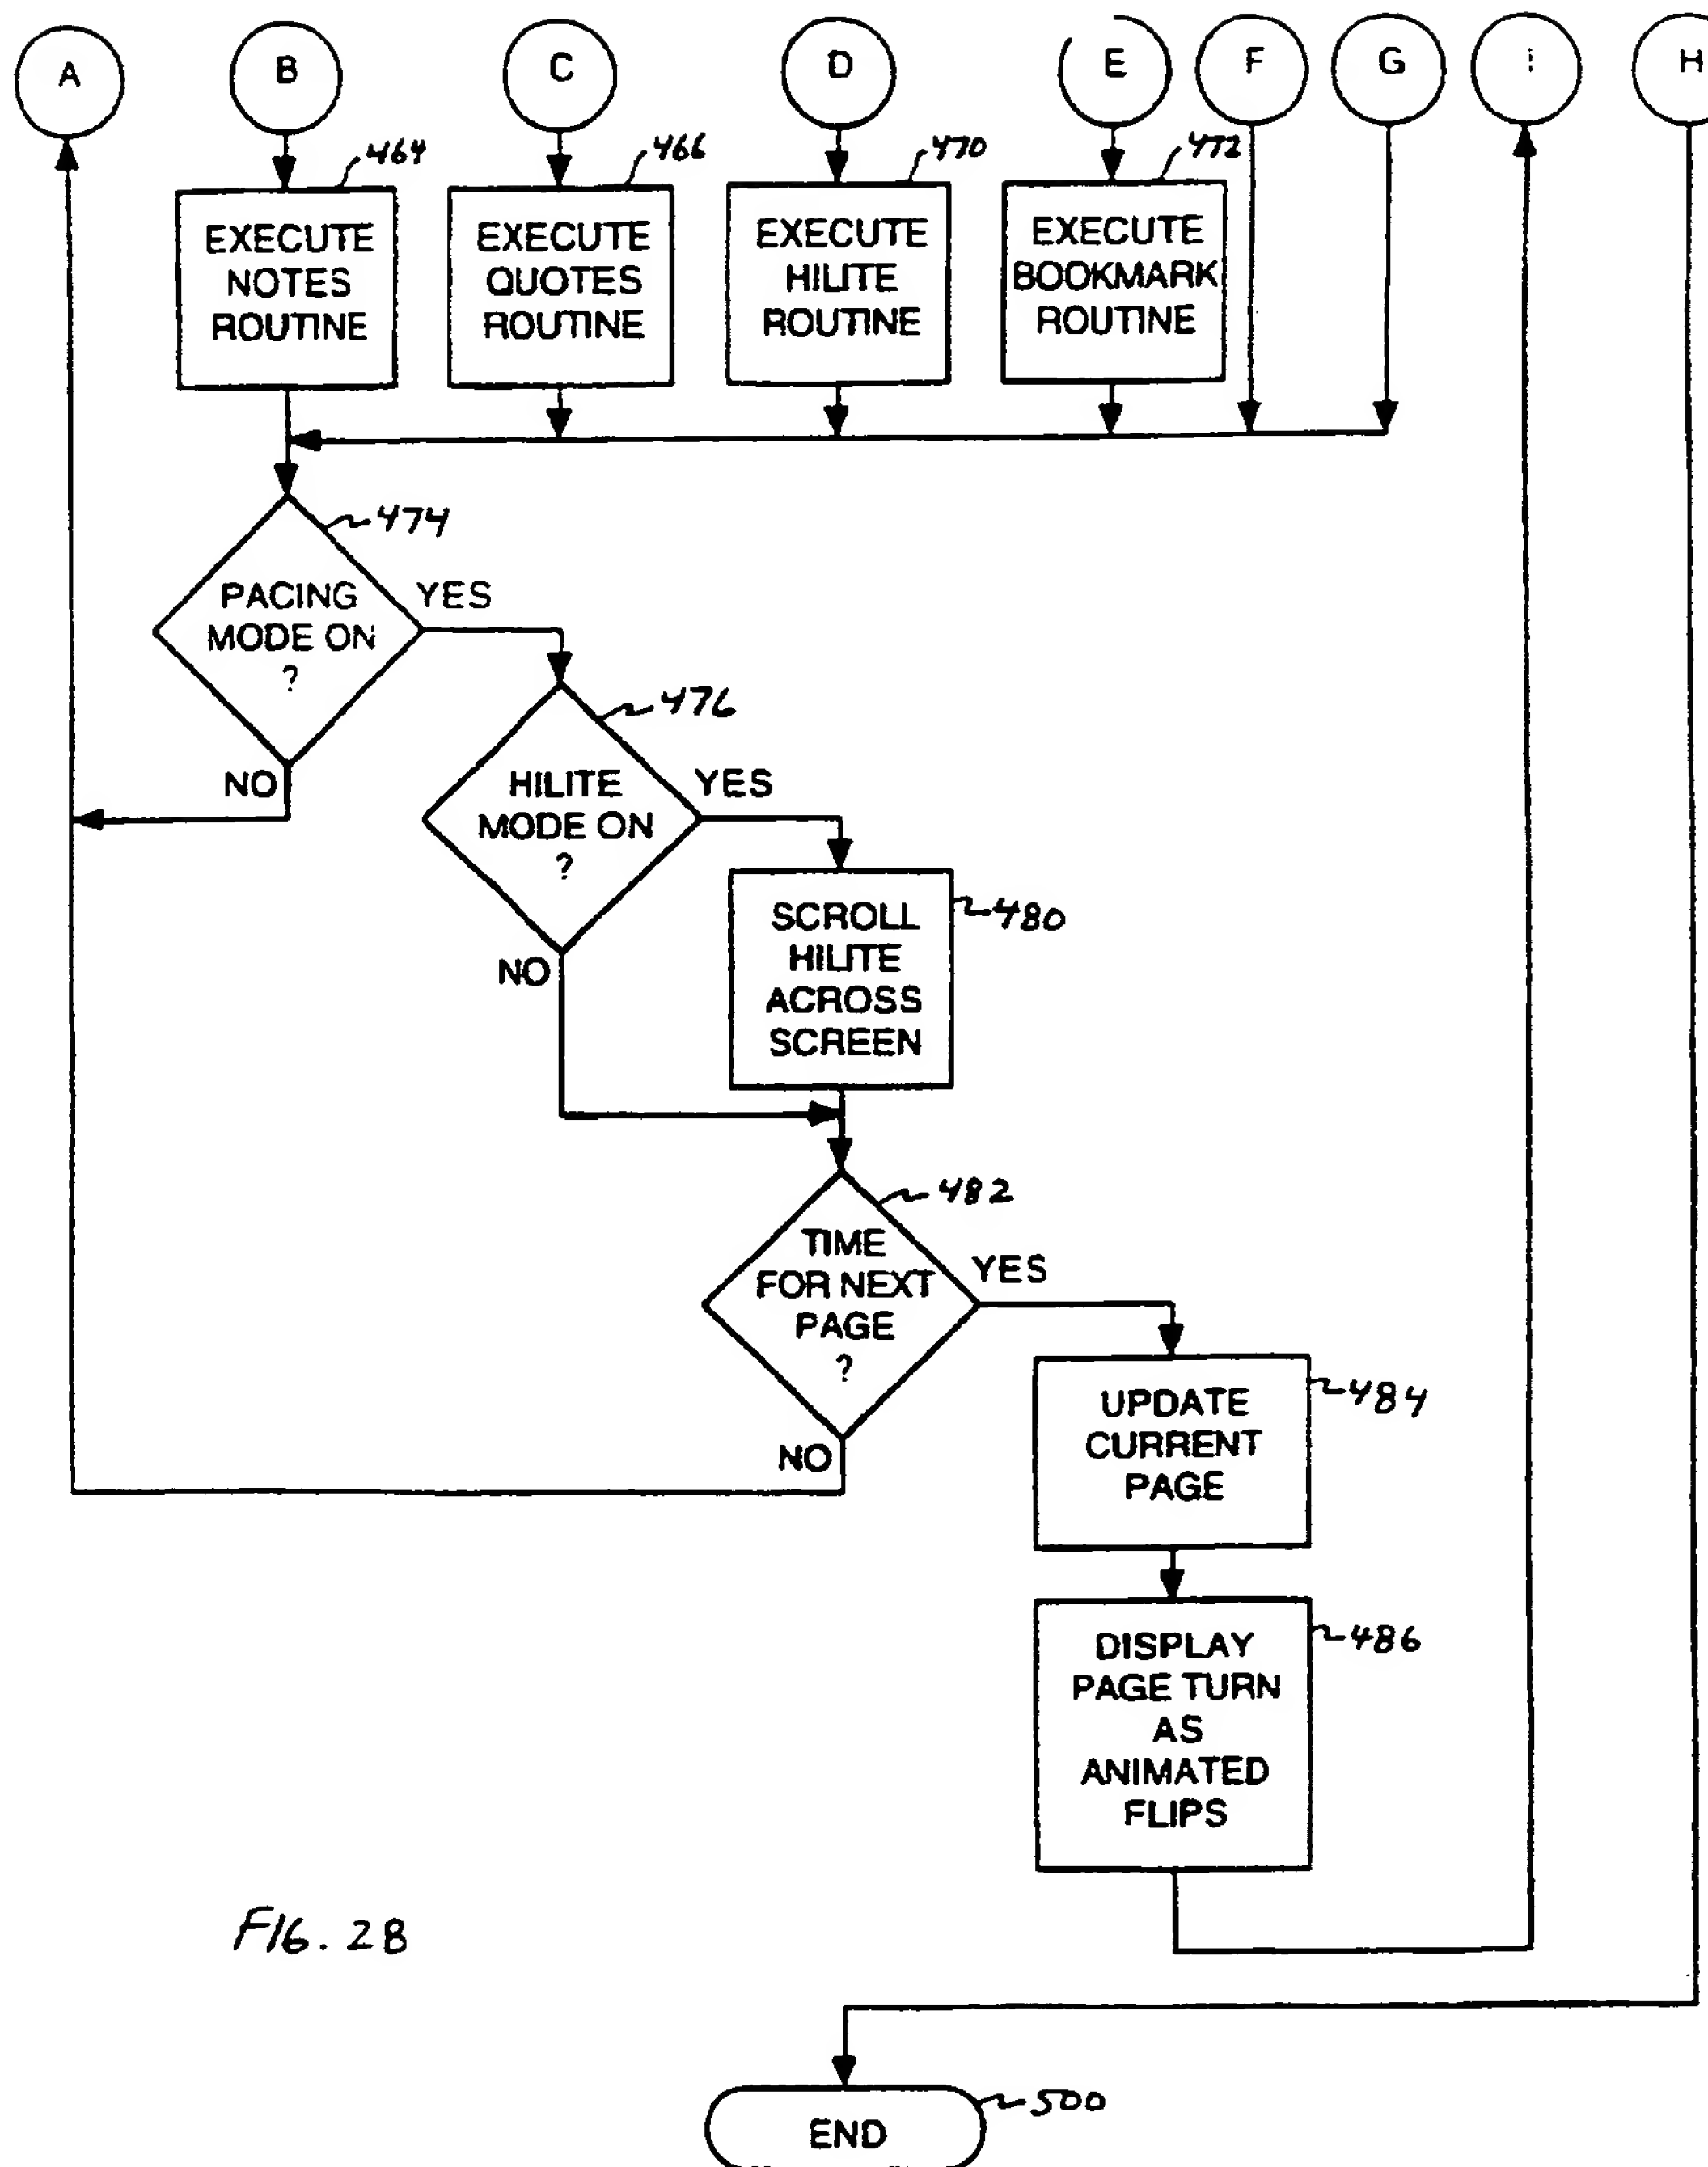 A B C D E F G I H
464 466 470 472
EXECUTE
NOTES
ROUTINE
EXECUTE
QUOTES
ROUTINE
EXECUTE
HILITE
ROUTINE
EXECUTE
BOOKMARK
ROUTINE
474
PACING
MODE ON
?
YES
NO
476
HILITE
MODE ON
?
YES
NO
480
SCROLL
HILITE
ACROSS
SCREEN
482
TIME
FOR NEXT
PAGE
?
YES
NO
484
UPDATE
CURRENT
PAGE
486
DISPLAY
PAGE TURN
AS
ANIMATED
FLIPS
FIG. 28
500
END